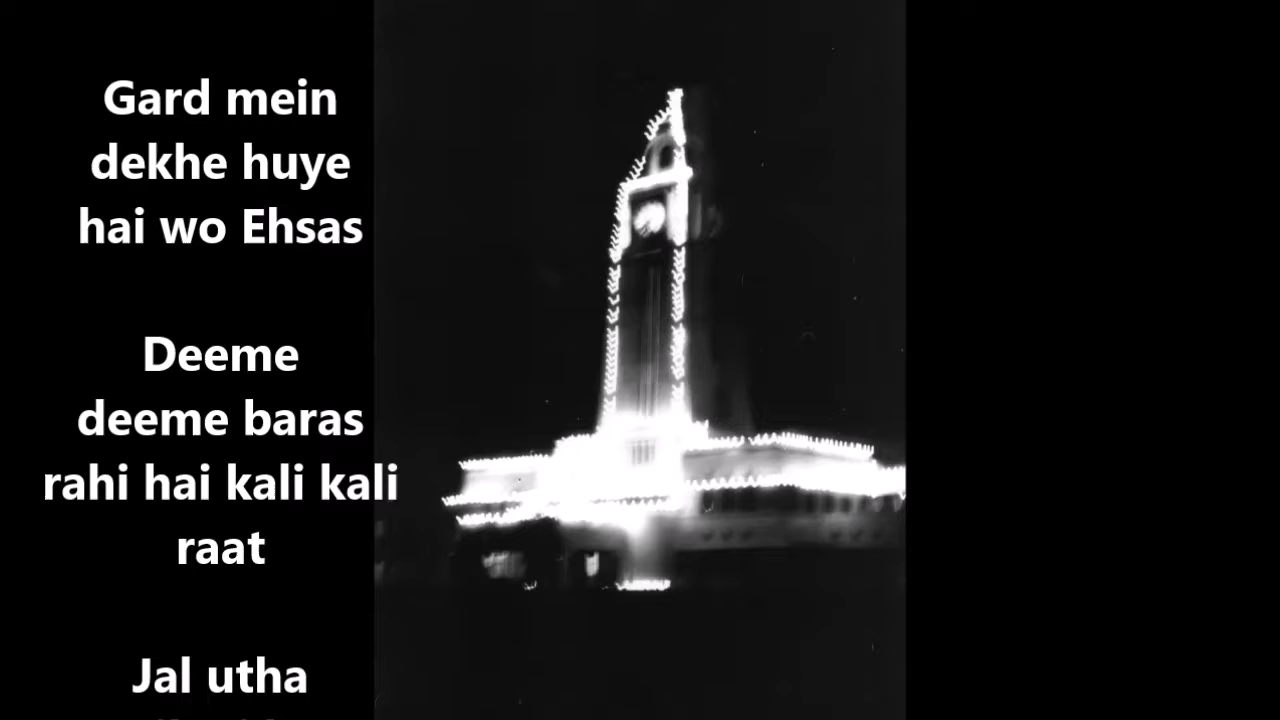 Gard mein
dekhe huye
hai wo Ehsas
Deeme
deeme baras
rahi hai kali kali
raat
Jal utha